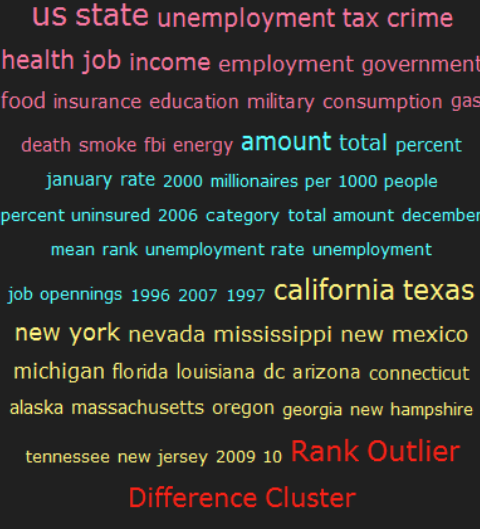 us state unemployment tax crime
health job income employment government
food insurance education military consumption gas
death smoke fbi energy amount total percent
january rate 2000 millionaires per 1000 people
percent uninsured 2006 category total amount december
mean rank unemployment rate unemployment
job opennings 1996 2007 1997 california texas
new york nevada mississippi new mexico
michigan florida louisiana dc arizona connecticut
alaska massachusetts oregon georgia new hampshire
tennessee new jersey 2009 10 Rank Outlier
Difference Cluster